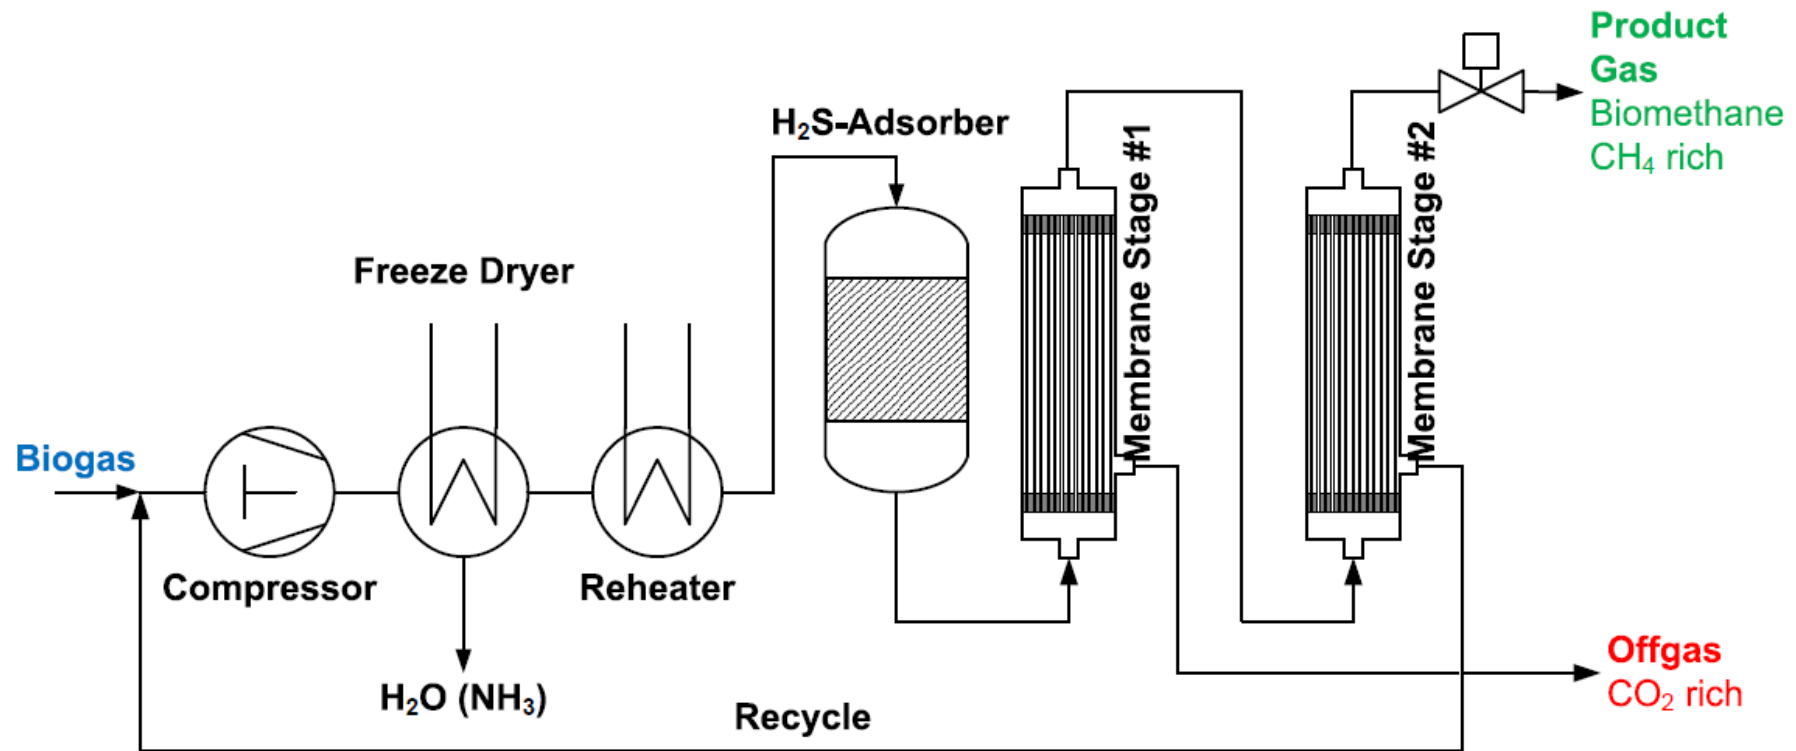 Product
Gas
Biomethane
CH₄ rich
H₂S-Adsorber
Membrane Stage #1
Membrane Stage #2
Freeze Dryer
Biogas
Compressor
Reheater
H₂O (NH₃)
Recycle
Offgas
CO₂ rich